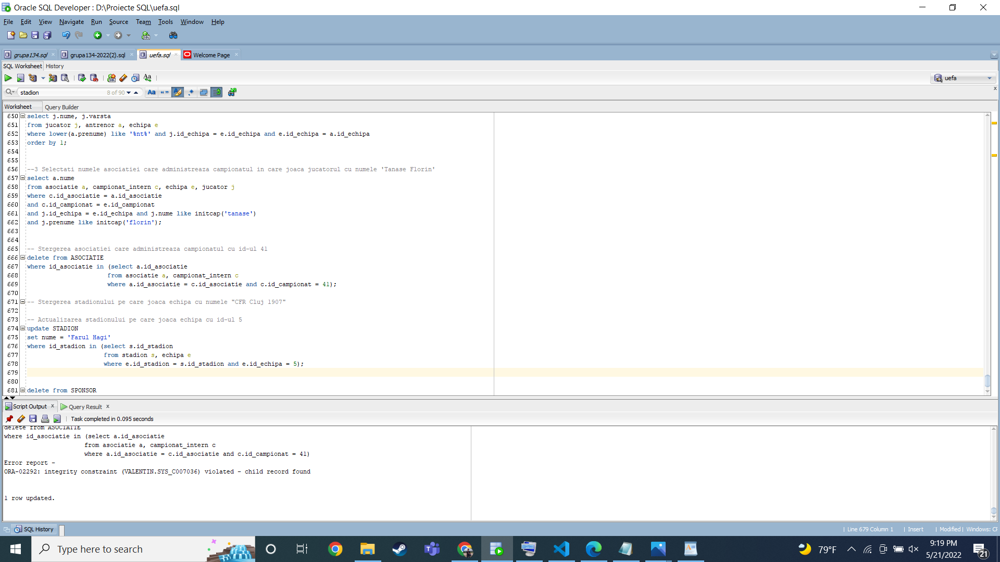 Oracle SQL Developer : D:\Proiecte SQL\uefa.sql
File Edit View Navigate Run Source Team Tools Window Help
grupa134.sql grupa134-2022(2).sql uefa.sql Welcome Page
SQL Worksheet History
uefa
stadion 8 of 90 Aa
Worksheet Query Builder
650 select j.nume, j.varsta
651 from jucator j, antrenor a, echipa e
652 where lower(a.prenume) like '%nt%' and j.id_echipa = e.id_echipa and e.id_echipa = a.id_echipa
653 order by 1;
654
655
656 --3 Selectati numele asociatiei care administreaza campionatul in care joaca jucatorul cu numele 'Tanase Florin'
657 select a.nume
658 from asociatie a, campionat_intern c, echipa e, jucator j
659 where c.id_asociatie = a.id_asociatie
660 and c.id_campionat = e.id_campionat
661 and j.id_echipa = e.id_echipa and j.nume like initcap('tanase')
662 and j.prenume like initcap('florin');
663
664
665 -- Stergerea asociatiei care administreaza campionatul cu id-ul 41
666 delete from ASOCIATIE
667 where id_asociatie in (select a.id_asociatie
668 from asociatie a, campionat_intern c
669 where a.id_asociatie = c.id_asociatie and c.id_campionat = 41);
670
671 -- Stergerea stadionului pe care joaca echipa cu numele "CFR Cluj 1907"
672
673 -- Actualizarea stadionului pe care joaca echipa cu id-ul 5
674 update STADION
675 set nume = 'Farul Hagi'
676 where id_stadion in (select s.id_stadion
677 from stadion s, echipa e
678 where e.id_stadion = s.id_stadion and e.id_echipa = 5);
679
680
681 delete from SPONSOR
Script Output x Query Result x
Task completed in 0.095 seconds
delete from ASOCIATIE
where id_asociatie in (select a.id_asociatie
from asociatie a, campionat_intern c
where a.id_asociatie = c.id_asociatie and c.id_campionat = 41)
Error report -
ORA-02292: integrity constraint (VALENTIN.SYS_C007036) violated - child record found
1 row updated.
SQL History
Line 679 Column 1 | Insert | Modified | Windows: CF
Type here to search
79°F
9:19 PM
5/21/2022
21